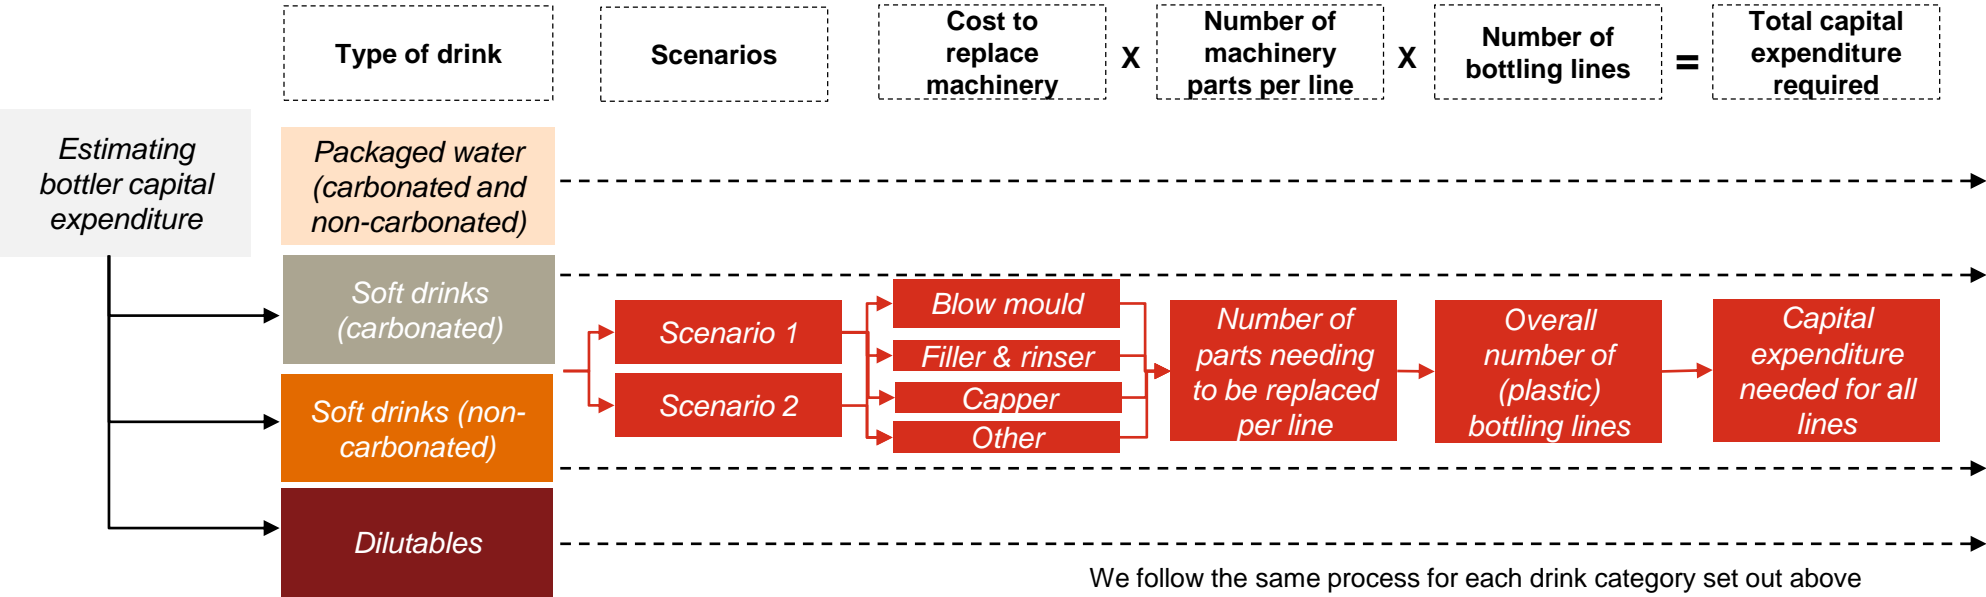 Type of drink
Scenarios
Cost to
replace
machinery
X
Number of
machinery
parts per line
X
Number of
bottling lines
=
Total capital
expenditure
required
Estimating
bottler capital
expenditure
Packaged water
(carbonated and
non-carbonated)
Soft drinks
(carbonated)
Soft drinks (non-
carbonated)
Dilutables
Scenario 1
Scenario 2
Blow mould
Filler & rinser
Capper
Other
Number of
parts needing
to be replaced
per line
Overall
number of
(plastic)
bottling lines
Capital
expenditure
needed for all
lines
We follow the same process for each drink category set out above